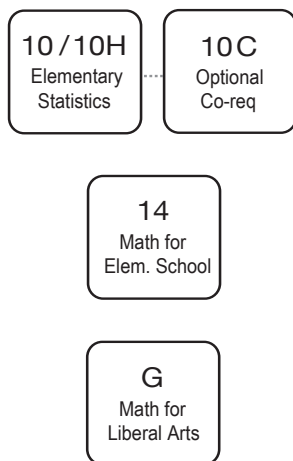 10/10H
Elementary
Statistics
10C
Optional
Co-req
14
Math for
Elem. School
G
Math for
Liberal Arts